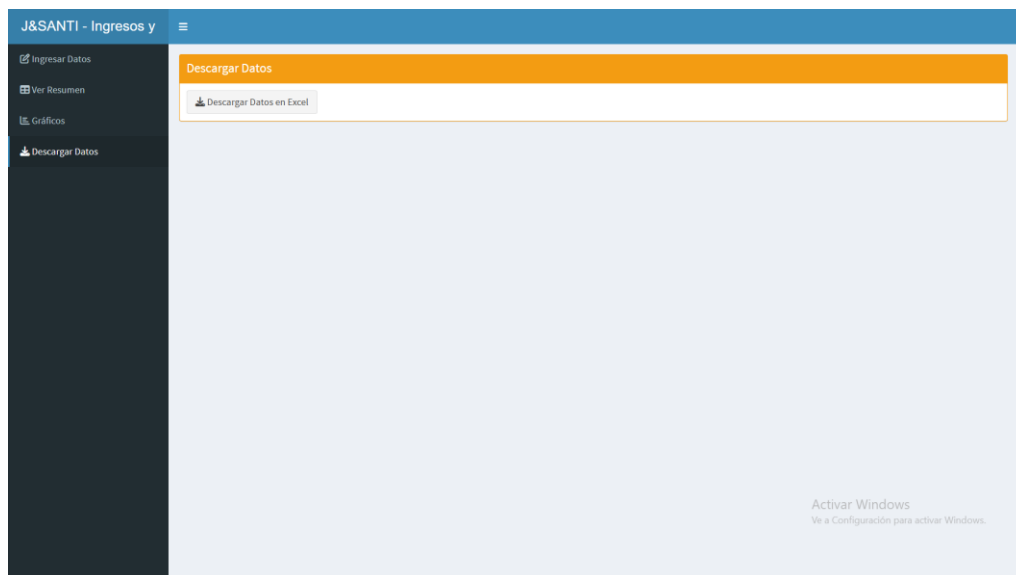 J&SANTI - Ingresos y
Ingresar Datos
Ver Resumen
Gráficos
Descargar Datos
Descargar Datos
Descargar Datos en Excel
Activar Windows
Ve a Configuración para activar Windows.